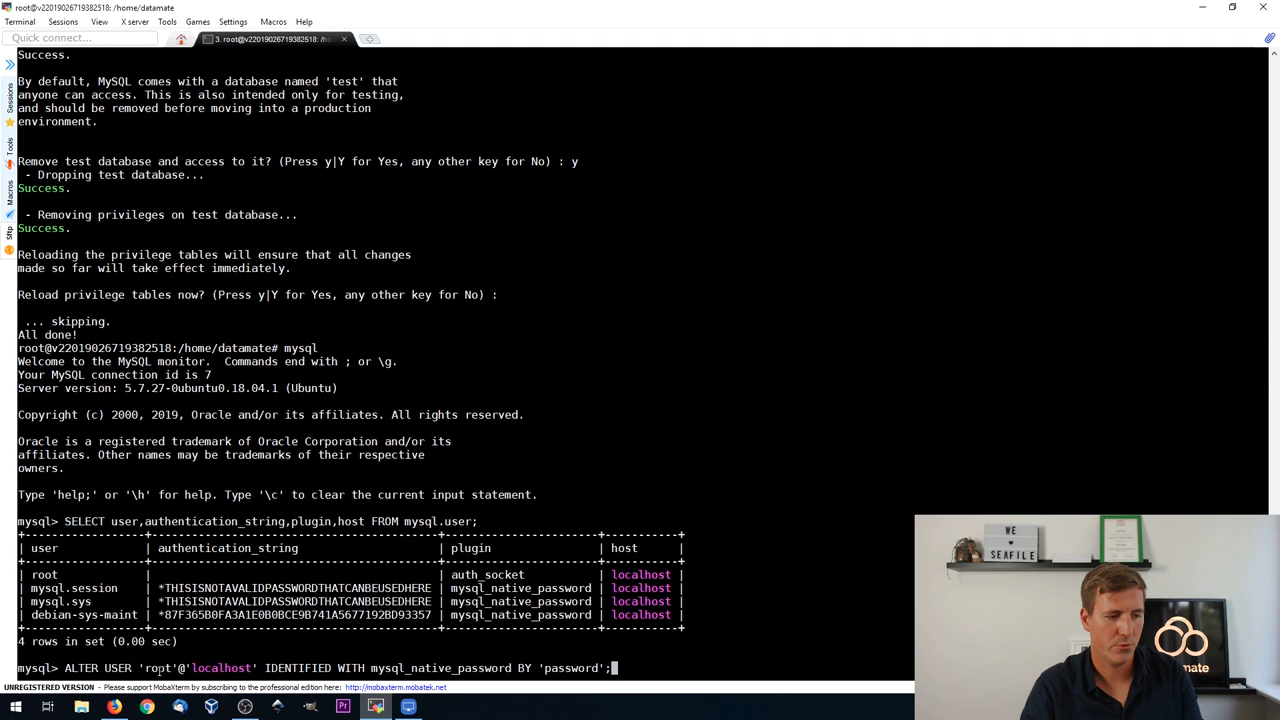 root@v22019026719382518: /home/datamate
Terminal Sessions View X server Tools Games Settings Macros Help
Quick connect...
3. root@v22019026719382518: /h
Sessions
Tools
Macros
Sftp
Success.
By default, MySQL comes with a database named 'test' that
anyone can access. This is also intended only for testing,
and should be removed before moving into a production
environment.
Remove test database and access to it? (Press y|Y for Yes, any other key for No) : y
- Dropping test database...
Success.
- Removing privileges on test database...
Success.
Reloading the privilege tables will ensure that all changes
made so far will take effect immediately.
Reload privilege tables now? (Press y|Y for Yes, any other key for No) :
... skipping.
All done!
root@v22019026719382518:/home/datamate# mysql
Welcome to the MySQL monitor. Commands end with ; or \g.
Your MySQL connection id is 7
Server version: 5.7.27-0ubuntu0.18.04.1 (Ubuntu)
Copyright (c) 2000, 2019, Oracle and/or its affiliates. All rights reserved.
Oracle is a registered trademark of Oracle Corporation and/or its
affiliates. Other names may be trademarks of their respective
owners.
Type 'help;' or '\h' for help. Type '\c' to clear the current input statement.
mysql> SELECT user,authentication_string,plugin,host FROM mysql.user;
+------------------+-------------------------------------------+-----------------------+-----------+
| user | authentication_string | plugin | host |
+------------------+-------------------------------------------+-----------------------+-----------+
| root | | auth_socket | localhost |
| mysql.session | *THISISNOTAVALIDPASSWORDTHATCANBEUSEDHERE | mysql_native_password | localhost |
| mysql.sys | *THISISNOTAVALIDPASSWORDTHATCANBEUSEDHERE | mysql_native_password | localhost |
| debian-sys-maint | *87F365B0FA3A1E0B0BCE9B741A5677192BD93357 | mysql_native_password | localhost |
+------------------+-------------------------------------------+-----------------------+-----------+
4 rows in set (0.00 sec)
mysql> ALTER USER 'root'@'localhost' IDENTIFIED WITH mysql_native_password BY 'password';
WE
SEAFILE
mate
UNREGISTERED VERSION - Please support MobaXterm by subscribing to the professional edition here: http://mobaxterm.mobatek.net
Pr